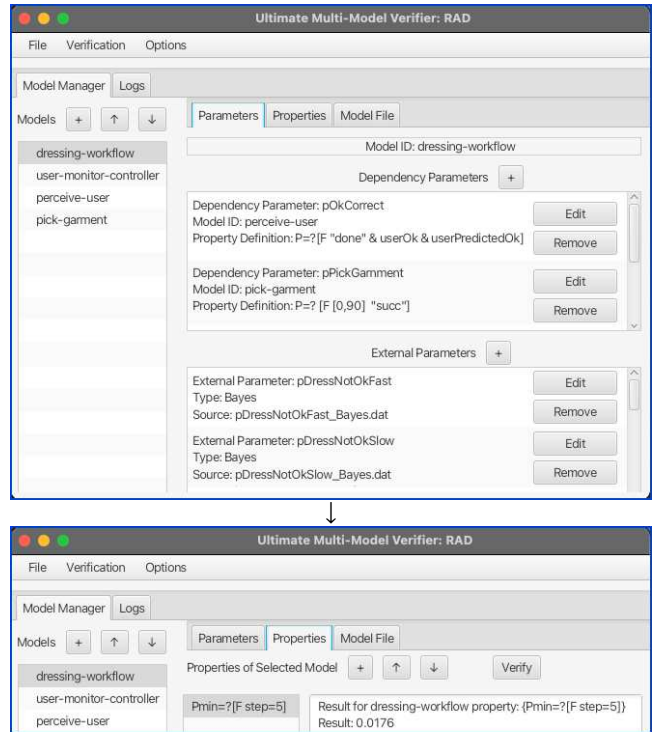 Ultimate Multi-Model Verifier: RAD
File Verification Options
Model Manager Logs
Models + ↑ ↓
dressing-workflow
user-monitor-controller
perceive-user
pick-garment
Parameters Properties Model File
Model ID: dressing-workflow
Dependency Parameters +
Dependency Parameter: pOkCorrect
Model ID: perceive-user
Property Definition: P=?[F "done" & userOk & userPredictedOk]
Edit
Remove
Dependency Parameter: pPickGarnment
Model ID: pick-garment
Property Definition: P=? [F [0,90] "succ"]
Edit
Remove
External Parameters +
External Parameter: pDressNotOkFast
Type: Bayes
Source: pDressNotOkFast_Bayes.dat
Edit
Remove
External Parameter: pDressNotOkSlow
Type: Bayes
Source: pDressNotOkSlow_Bayes.dat
Edit
Remove
↓
Ultimate Multi-Model Verifier: RAD
File Verification Options
Model Manager Logs
Models + ↑ ↓
dressing-workflow
user-monitor-controller
perceive-user
Parameters Properties Model File
Properties of Selected Model + ↑ ↓ Verify
Pmin=?[F step=5]
Result for dressing-workflow property: {Pmin=?[F step=5]}
Result: 0.0176